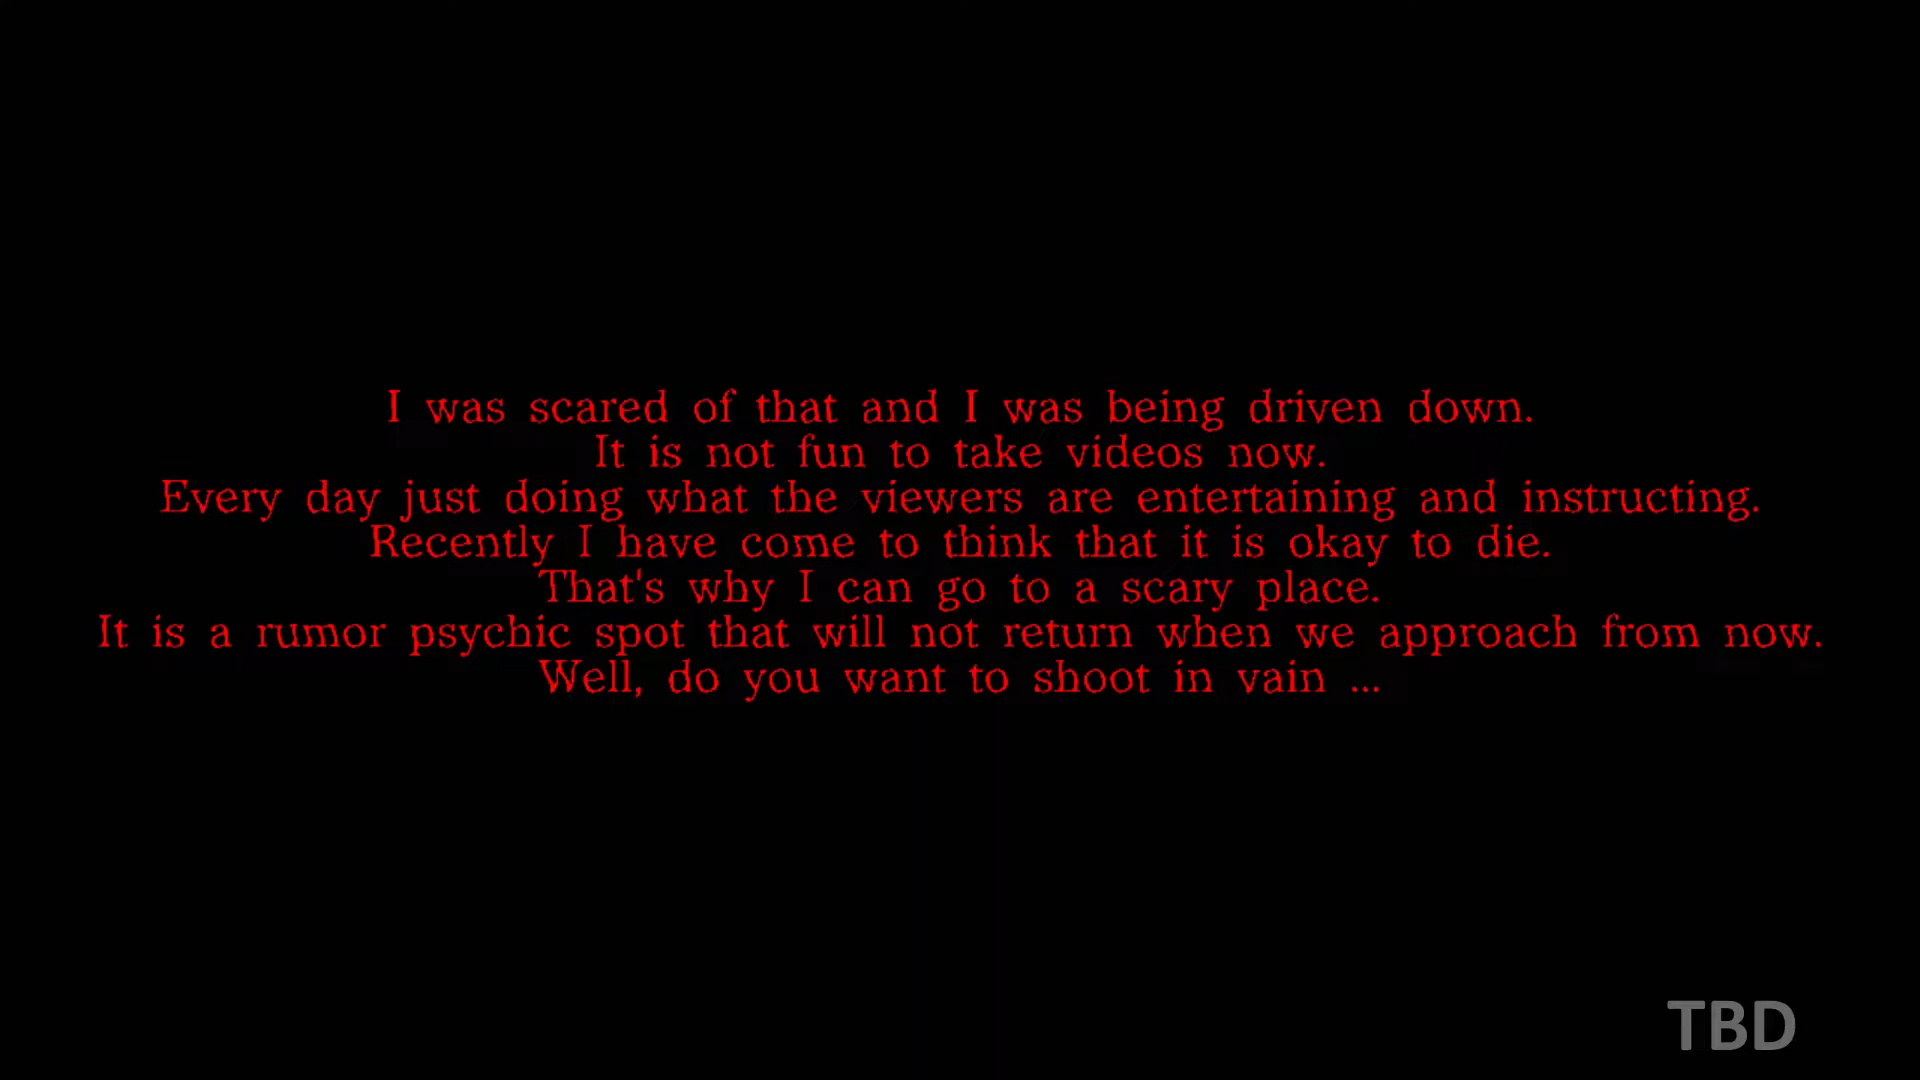 I was scared of that and I was being driven down.
It is not fun to take videos now.
Every day just doing what the viewers are entertaining and instructing.
Recently I have come to think that it is okay to die.
That's why I can go to a scary place.
It is a rumor psychic spot that will not return when we approach from now.
Well, do you want to shoot in vain ...
TBD